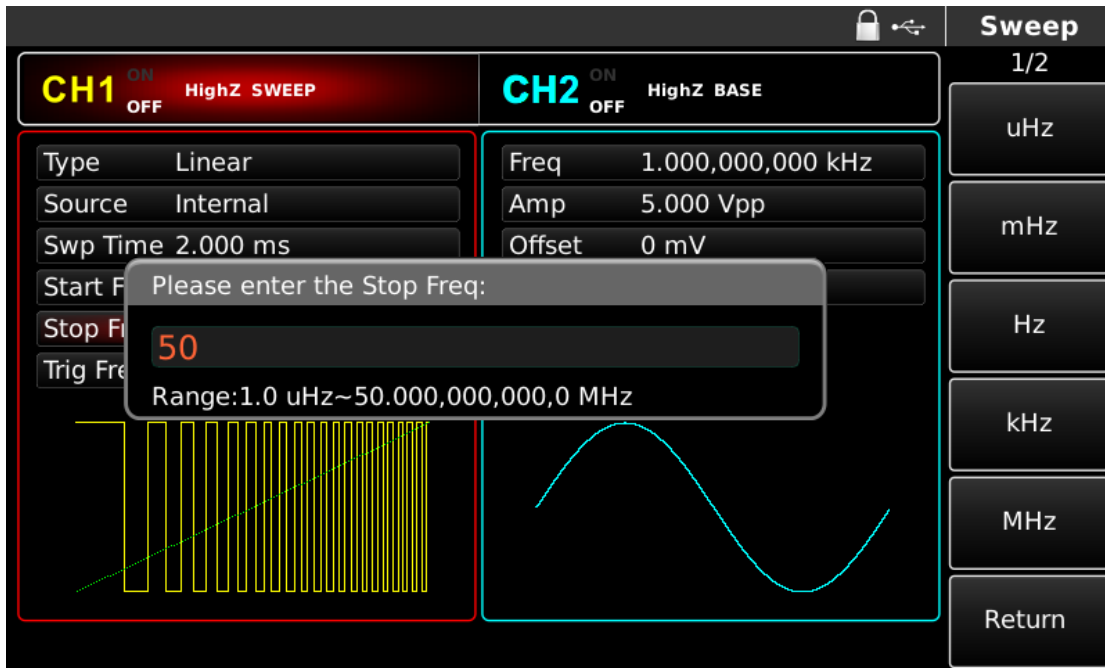 Sweep
1/2
CH1 ON OFF HighZ SWEEP
CH2 ON OFF HighZ BASE
Type Linear
Source Internal
Swp Time 2.000 ms
Start F
Stop Fr
Trig Fre
Freq 1.000,000,000 kHz
Amp 5.000 Vpp
Offset 0 mV
Please enter the Stop Freq:
50
Range:1.0 uHz~50.000,000,000,0 MHz
uHz
mHz
Hz
kHz
MHz
Return